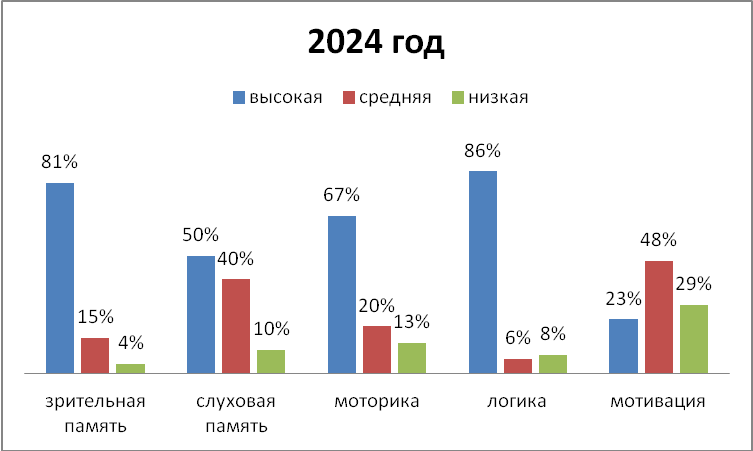 2024 год
высокая средняя низкая
81% 15% 4% 50% 40% 10% 67% 20% 13% 86% 6% 8% 23% 48% 29%
зрительная память
слуховая память
моторика
логика
мотивация